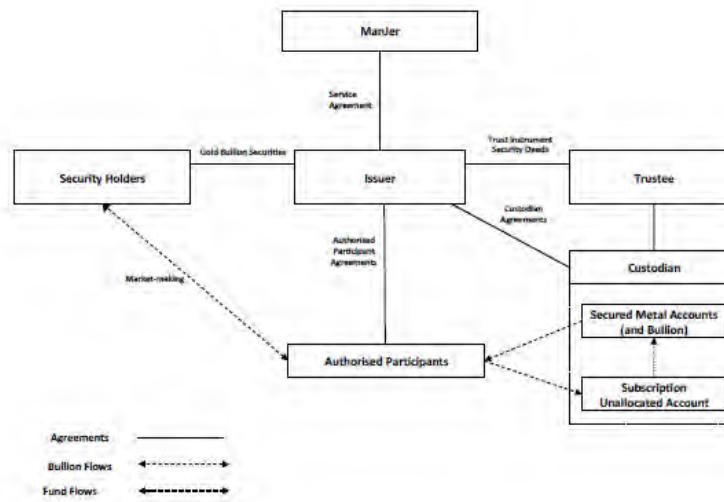 ManJer
Service
Agreement
Gold Bullion Securities
Trust Instrument
Security Deeds
Security Holders
Issuer
Trustee
Custodian
Agreements
Authorised
Participant
Agreements
Market-making
Custodian
Secured Metal Accounts
(and Bullion)
Authorised Participants
Subscription
Unallocated Account
Agreements
Bullion Flows
Fund Flows